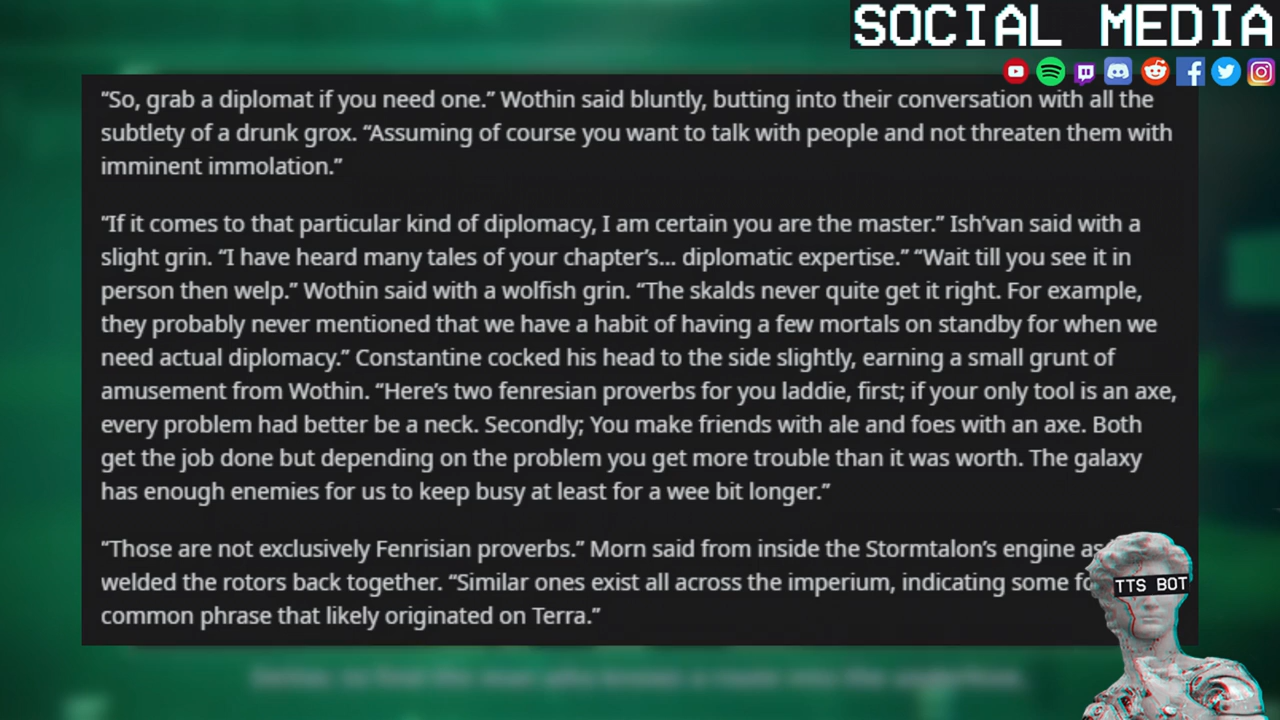 SOCIAL MEDIA
“So, grab a diplomat if you need one.” Wothin said bluntly, butting into their conversation with all the
subtlety of a drunk grox. “Assuming of course you want to talk with people and not threaten them with
imminent immolation.”
“If it comes to that particular kind of diplomacy, I am certain you are the master.” Ish’van said with a
slight grin. “I have heard many tales of your chapter’s... diplomatic expertise.” “Wait till you see it in
person then welp.” Wothin said with a wolfish grin. “The skalds never quite get it right. For example,
they probably never mentioned that we have a habit of having a few mortals on standby for when we
need actual diplomacy.” Constantine cocked his head to the side slightly, earning a small grunt of
amusement from Wothin. “Here’s two fenresian proverbs for you laddie, first; if your only tool is an axe,
every problem had better be a neck. Secondly; You make friends with ale and foes with an axe. Both
get the job done but depending on the problem you get more trouble than it was worth. The galaxy
has enough enemies for us to keep busy at least for a wee bit longer.”
“Those are not exclusively Fenrisian proverbs.” Morn said from inside the Stormtalon’s engine
welded the rotors back together. “Similar ones exist all across the imperium, indicating some
common phrase that likely originated on Terra.”
TTS BOT